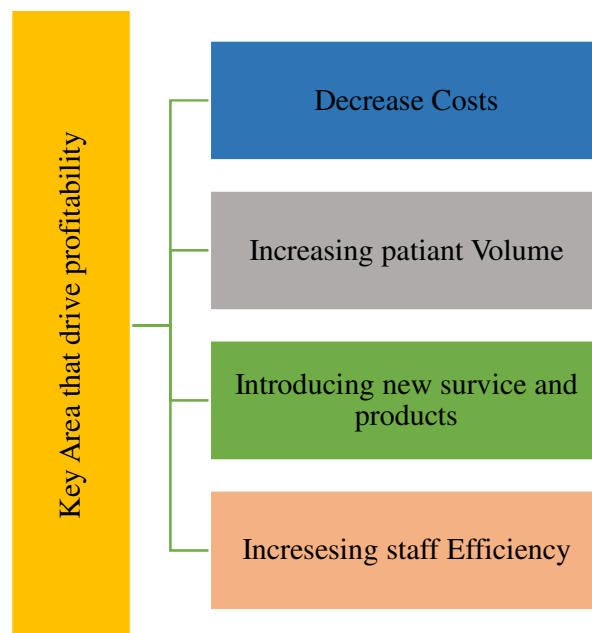 Key Area that drive profitability
Decrease Costs
Increasing patiant Volume
Introducing new survice and
products
Incresesing staff Efficiency